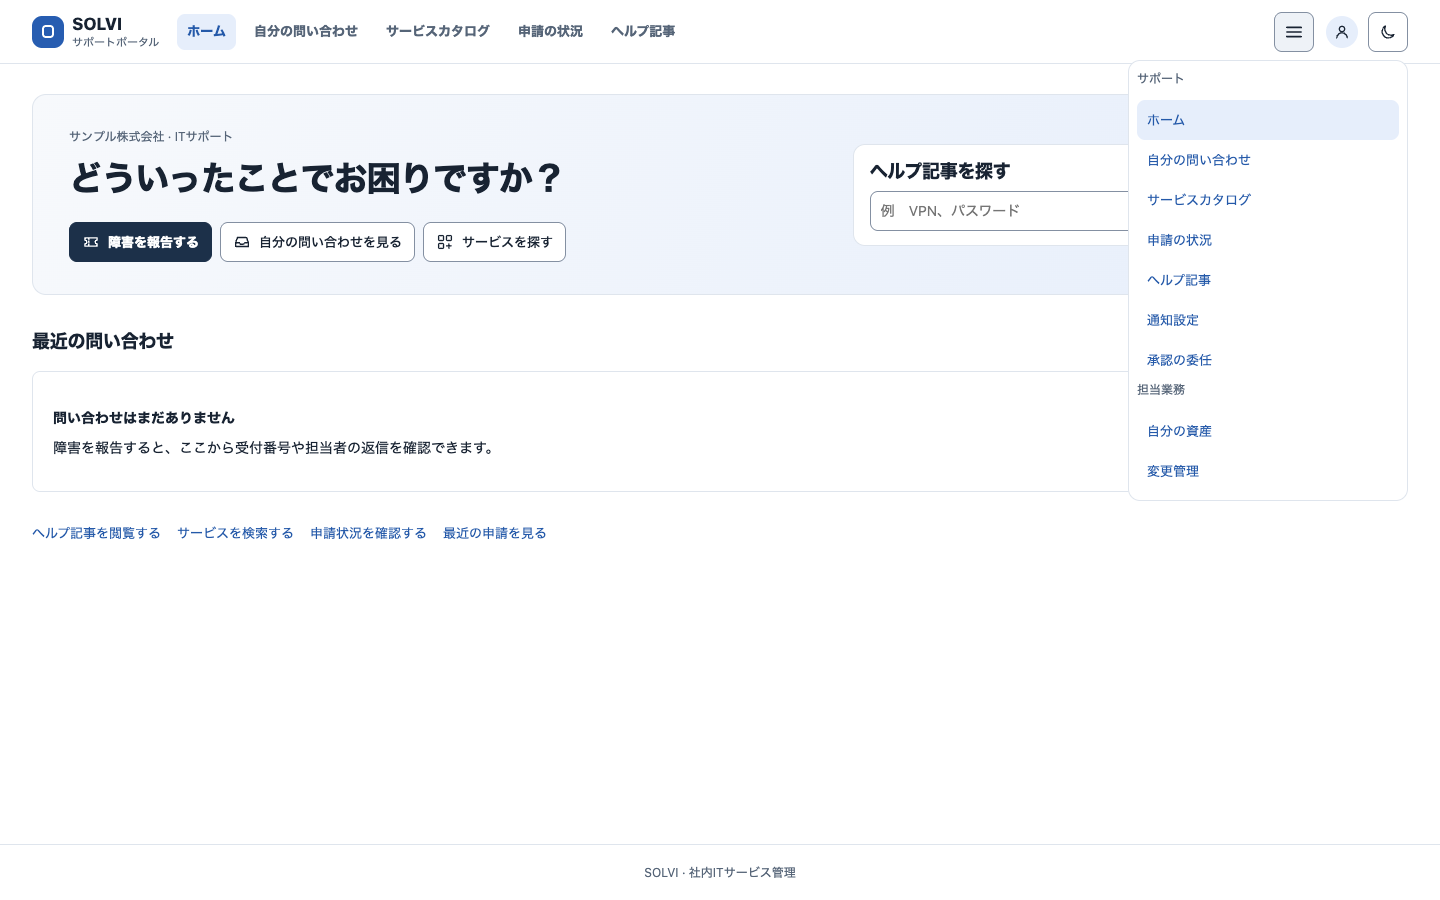 SOLVI
サポートポータル
ホーム
自分の問い合わせ
サービスカタログ
申請の状況
ヘルプ記事
サンプル株式会社 · ITサポート
どういったことでお困りですか？
障害を報告する
自分の問い合わせを見る
サービスを探す
ヘルプ記事を探す
例　VPN、パスワード
サポート
ホーム
自分の問い合わせ
サービスカタログ
申請の状況
ヘルプ記事
通知設定
承認の委任
担当業務
自分の資産
変更管理
最近の問い合わせ
問い合わせはまだありません
障害を報告すると、ここから受付番号や担当者の返信を確認できます。
ヘルプ記事を閲覧する
サービスを検索する
申請状況を確認する
最近の申請を見る
SOLVI · 社内ITサービス管理